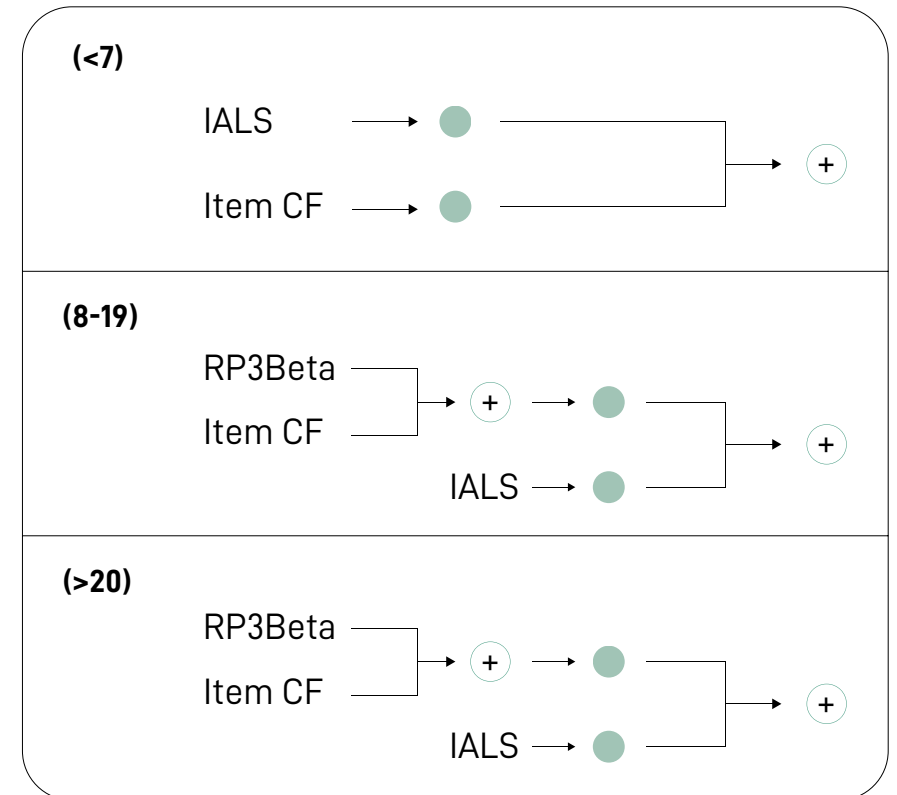 (<7)
IALS
+
Item CF
(8-19)
RP3Beta
+
Item CF
+
IALS
(>20)
RP3Beta
+
Item CF
+
IALS